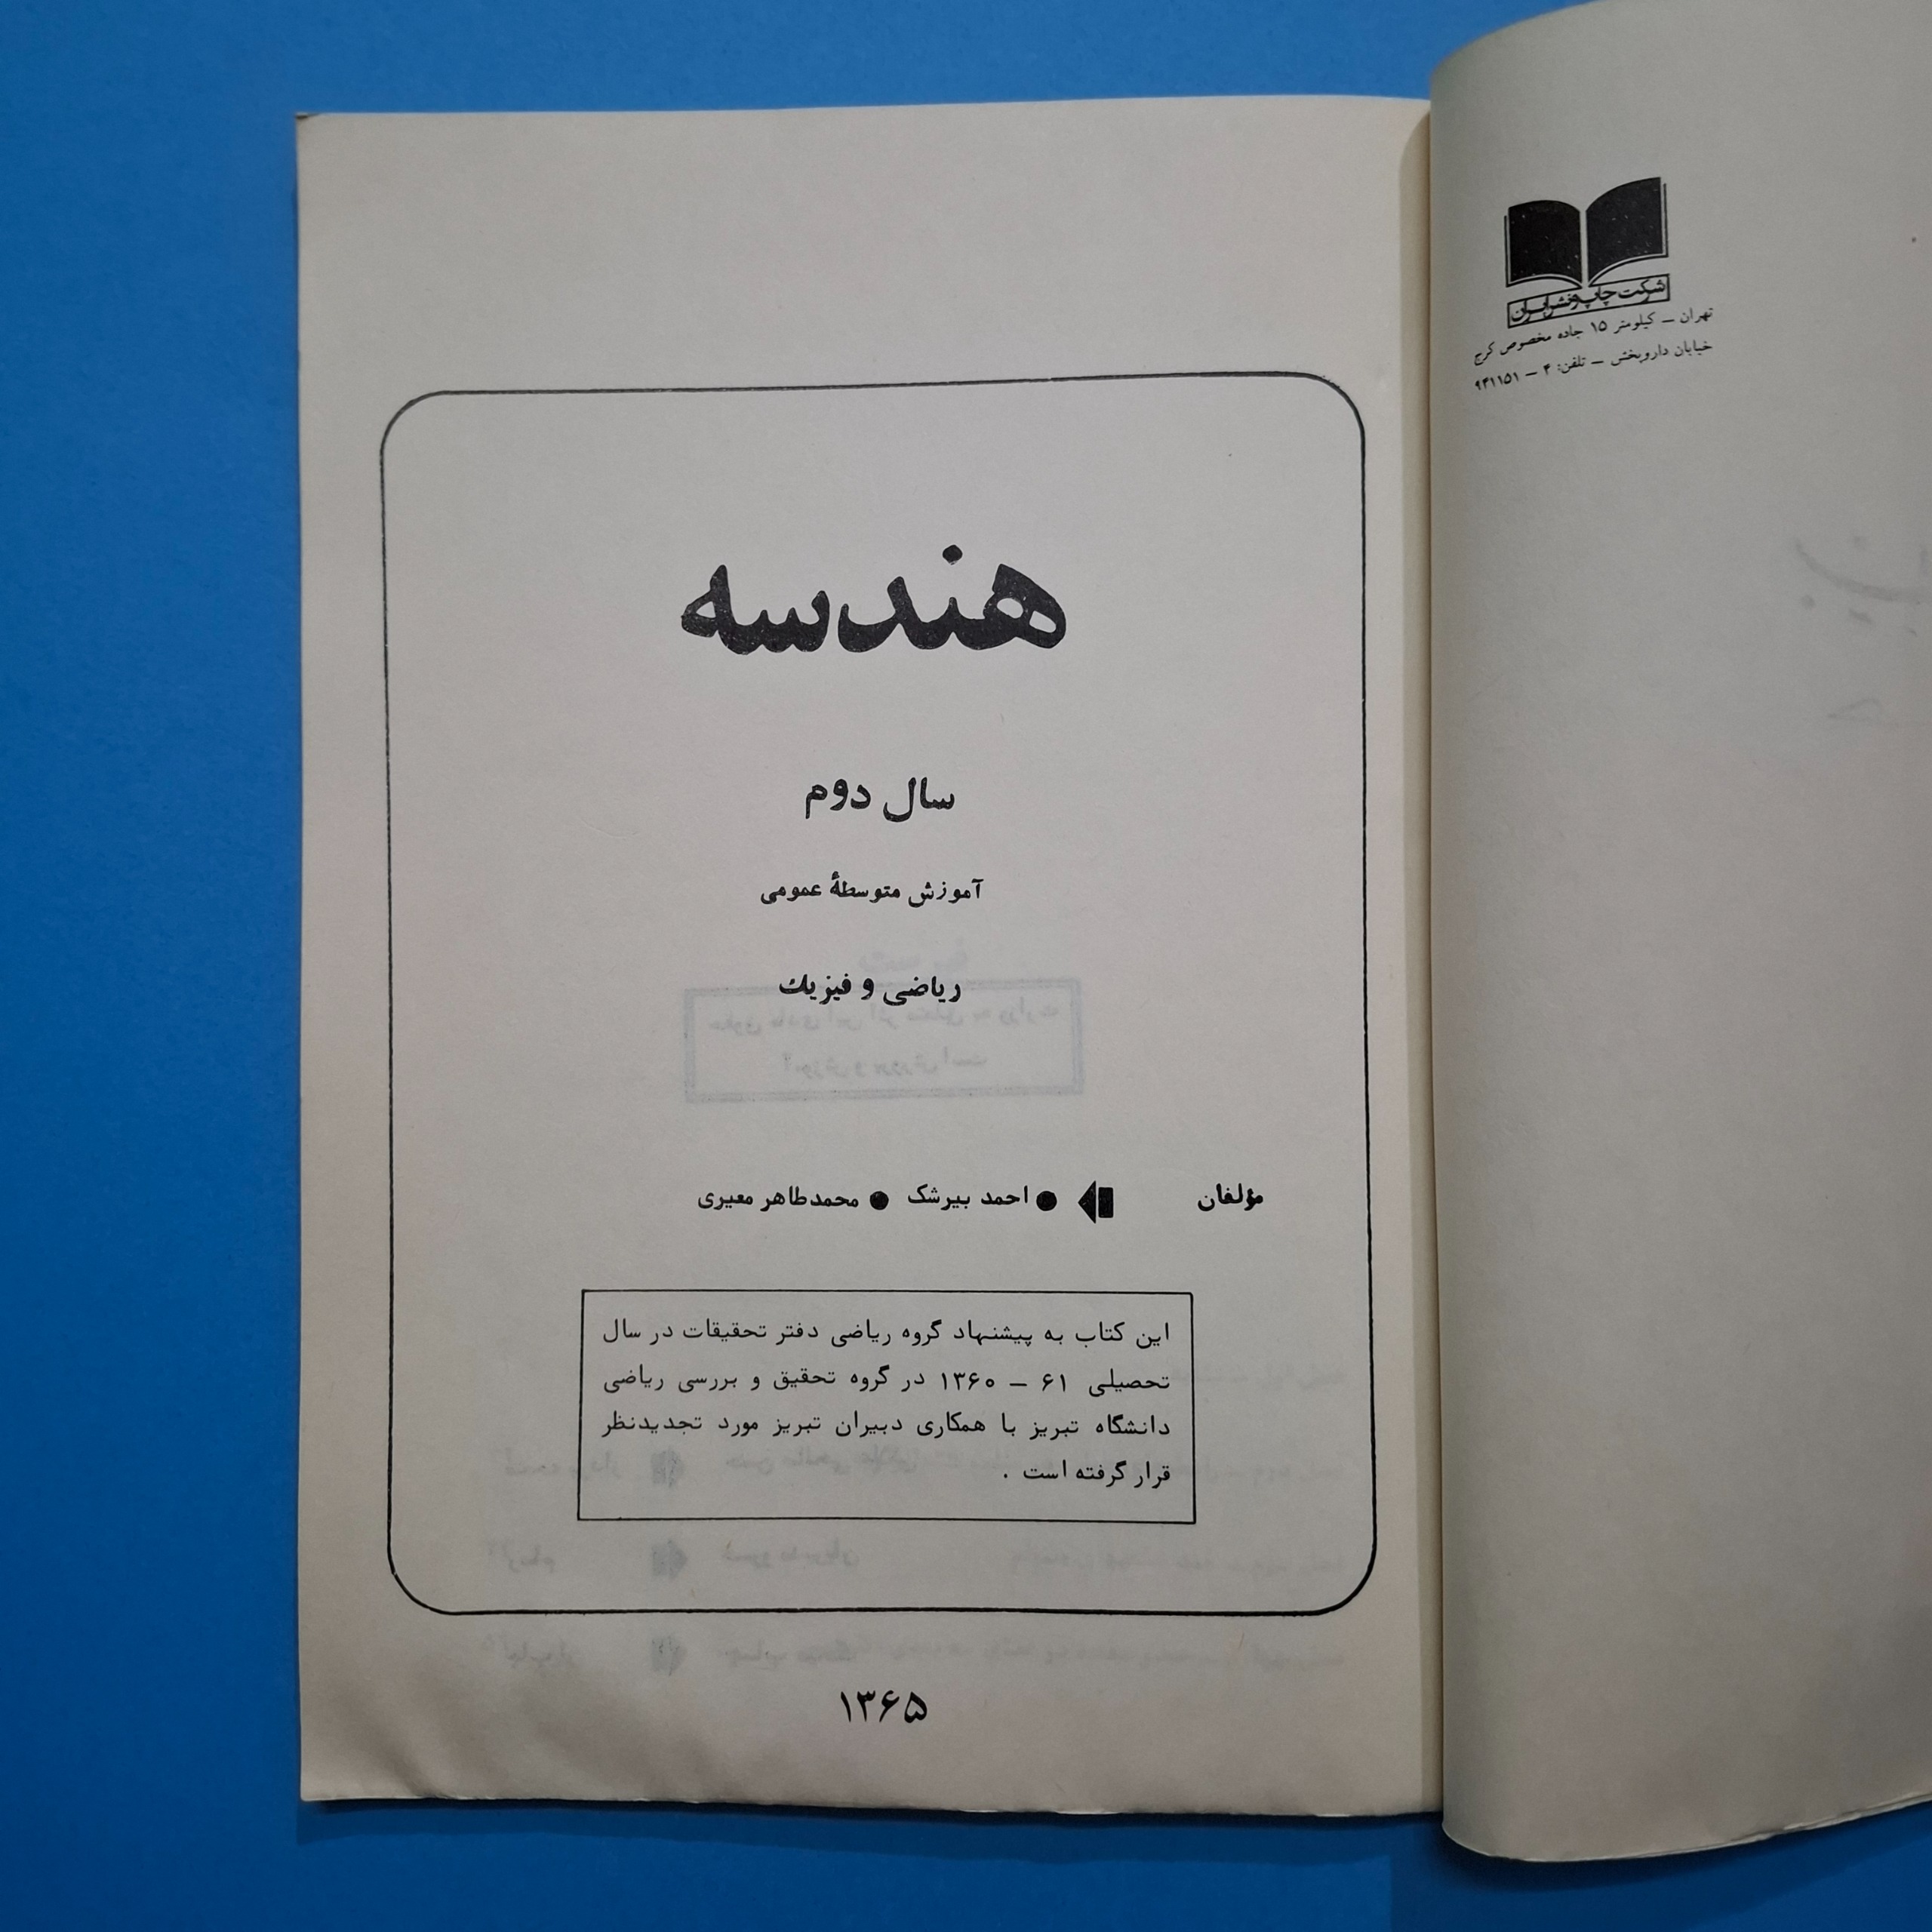 شرکت چاپ و نشر ایران
تهران – کیلومتر ۱۵ جاده مخصوص کرج
خیابان داروپخش – تلفن: ۴ – ۹۳۱۱۵۱
هندسه
سال دوم
آموزش متوسطهٔ عمومی
ریاضی و فیزیك
مؤلفان ● احمد بیرشک ● محمدطاهر معیری
این کتاب به پیشنهاد گروه ریاضی دفتر تحقیقات در سال
تحصیلی ۶۱ – ۱۳۶۰ در گروه تحقیق و بررسی ریاضی
دانشگاه تبریز با همکاری دبیران تبریز مورد تجدیدنظر
قرار گرفته است .
۱۳۶۵